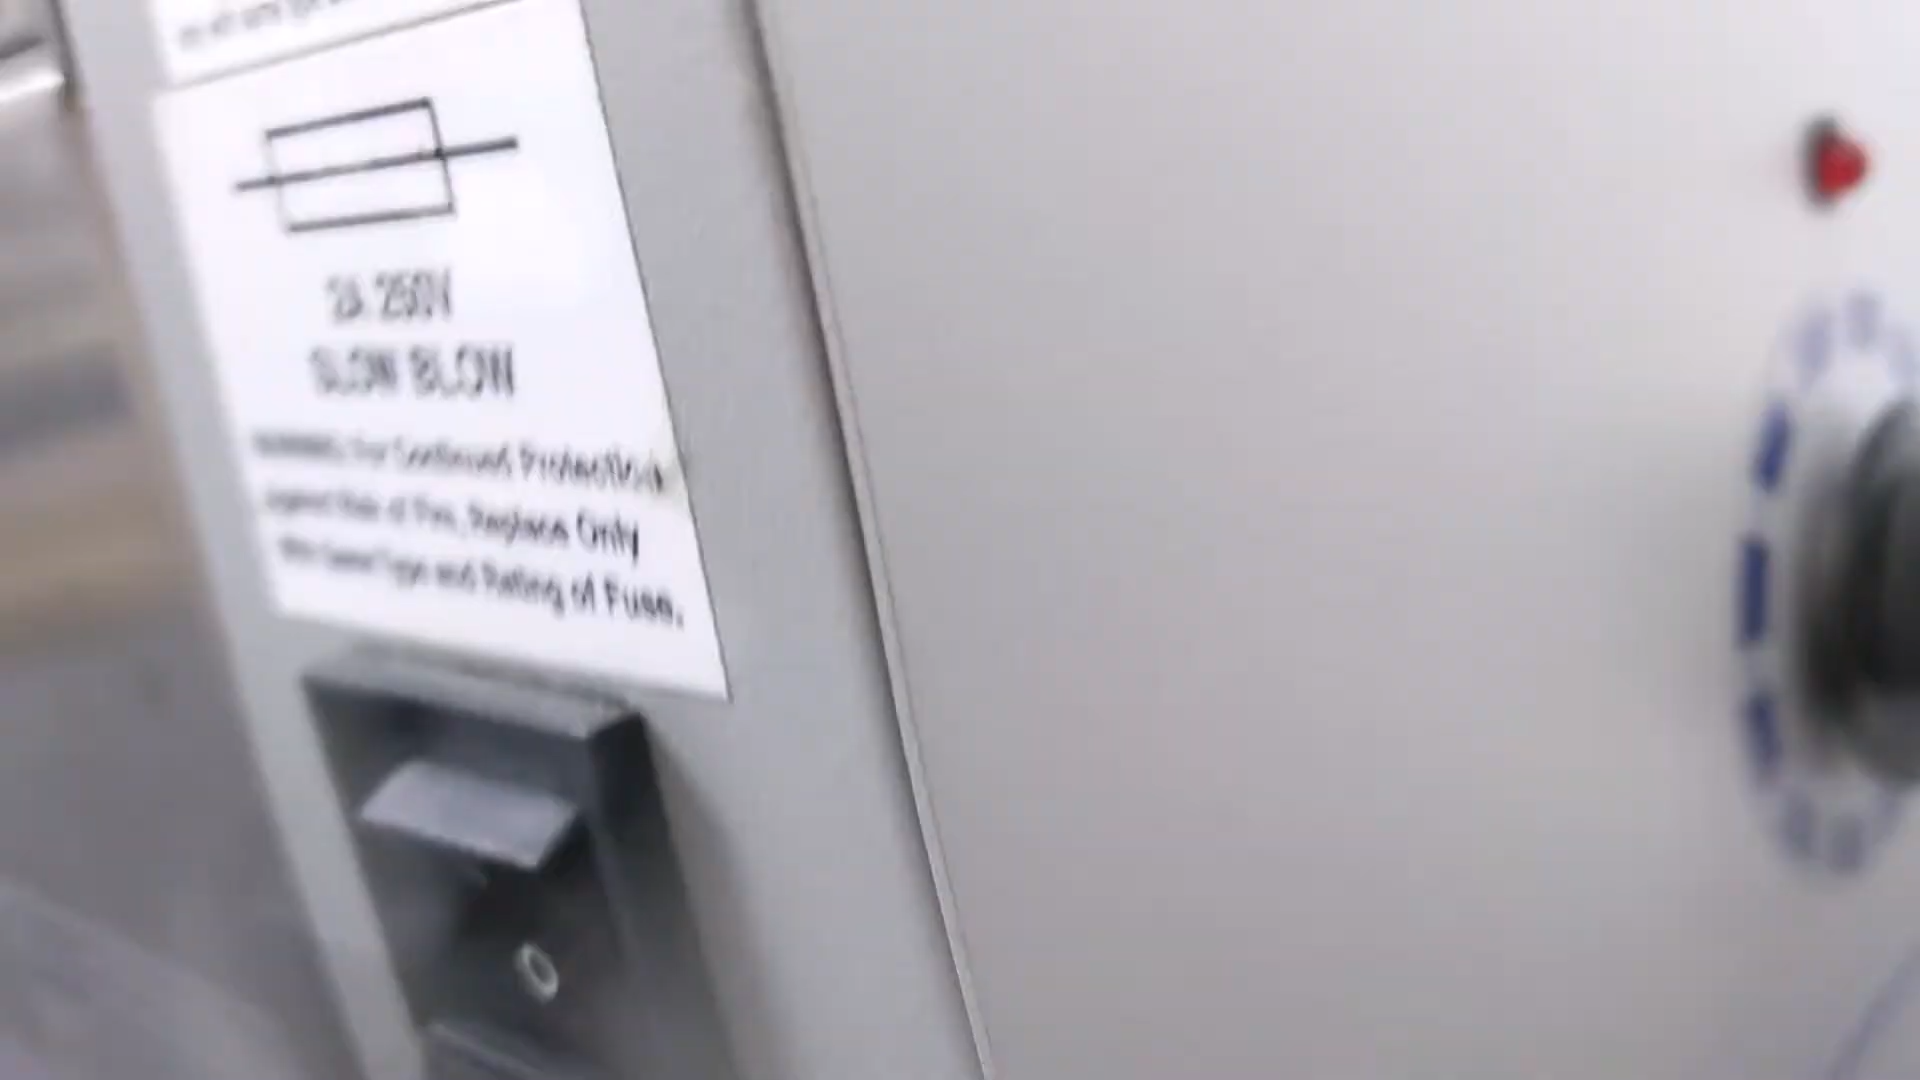 2A 250V
SLOW BLOW
WARNING: For Continued Protection
Against Risk of Fire, Replace Only
With Same Type and Rating of Fuse.